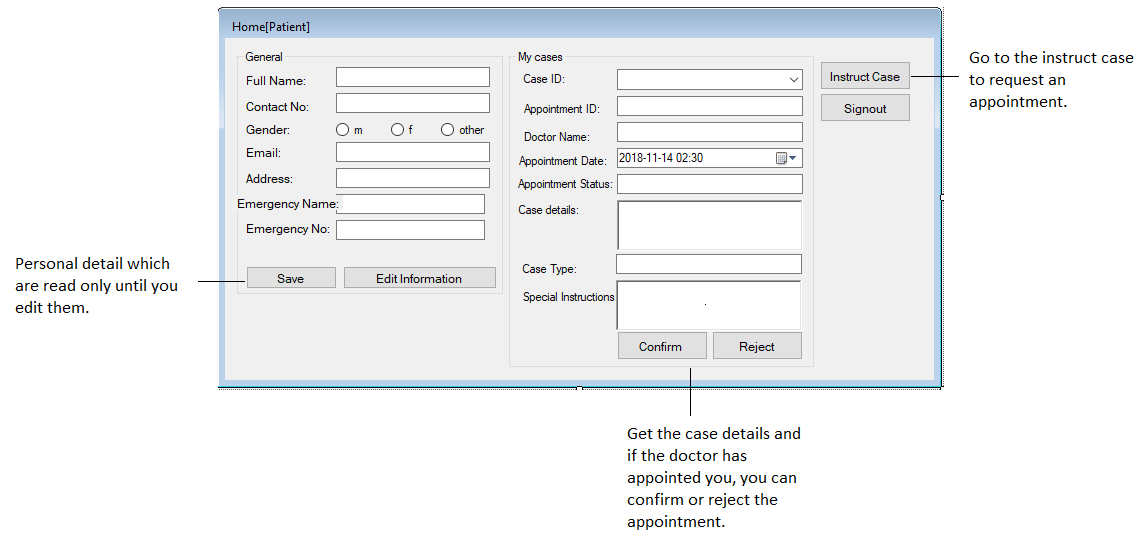 Home[Patient]
General
Full Name:
Contact No:
Gender:
m
f
other
Email:
Address:
Emergency Name:
Emergency No:
Save
Edit Information
My cases
Case ID:
Appointment ID:
Doctor Name:
Appointment Date:
2018-11-14 02:30
Appointment Status:
Case details:
Case Type:
Special Instructions
.
Confirm
Reject
Instruct Case
Signout
Go to the instruct case
to request an
appointment.
Personal detail which
are read only until you
edit them.
Get the case details and
if the doctor has
appointed you, you can
confirm or reject the
appointment.